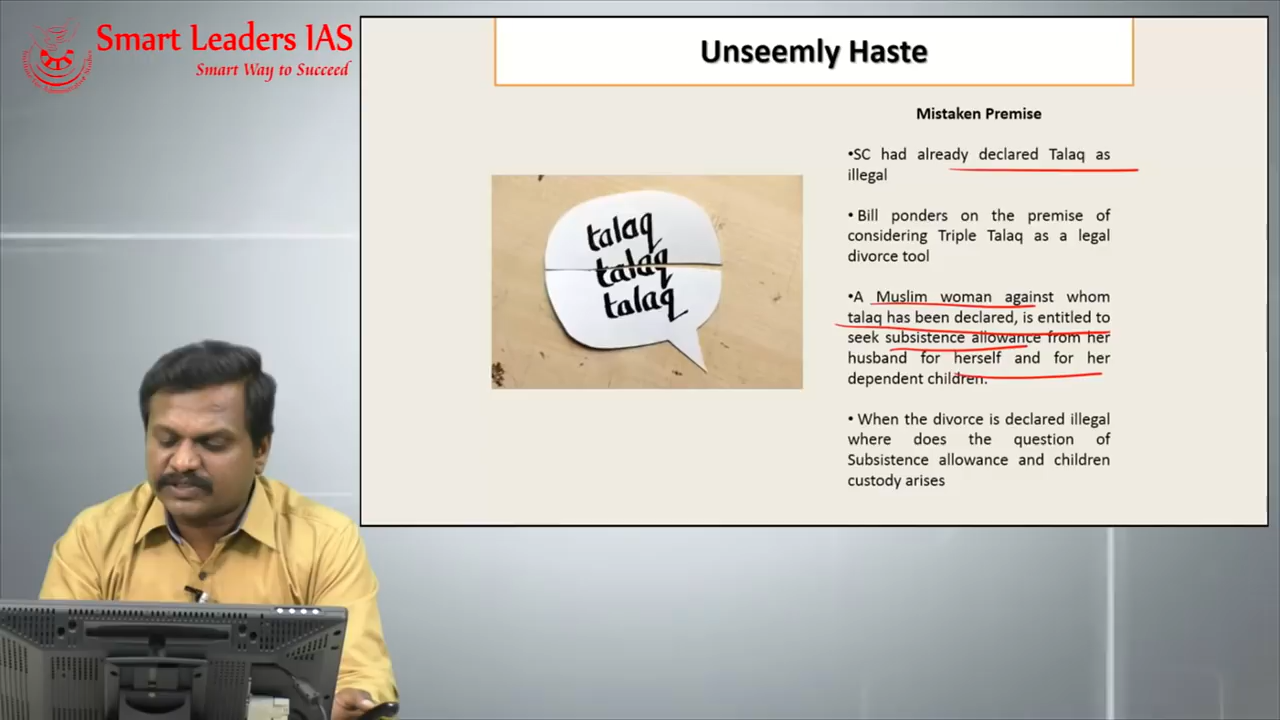 Smart Leaders IAS
Smart Way to Succeed
Unseemly Haste
talaq
talaq
talaq
Mistaken Premise
•SC had already declared Talaq as
illegal
• Bill ponders on the premise of
considering Triple Talaq as a legal
divorce tool
•A Muslim woman against whom
talaq has been declared, is entitled to
seek subsistence allowance from her
husband for herself and for her
dependent children.
• When the divorce is declared illegal
where does the question of
Subsistence allowance and children
custody arises